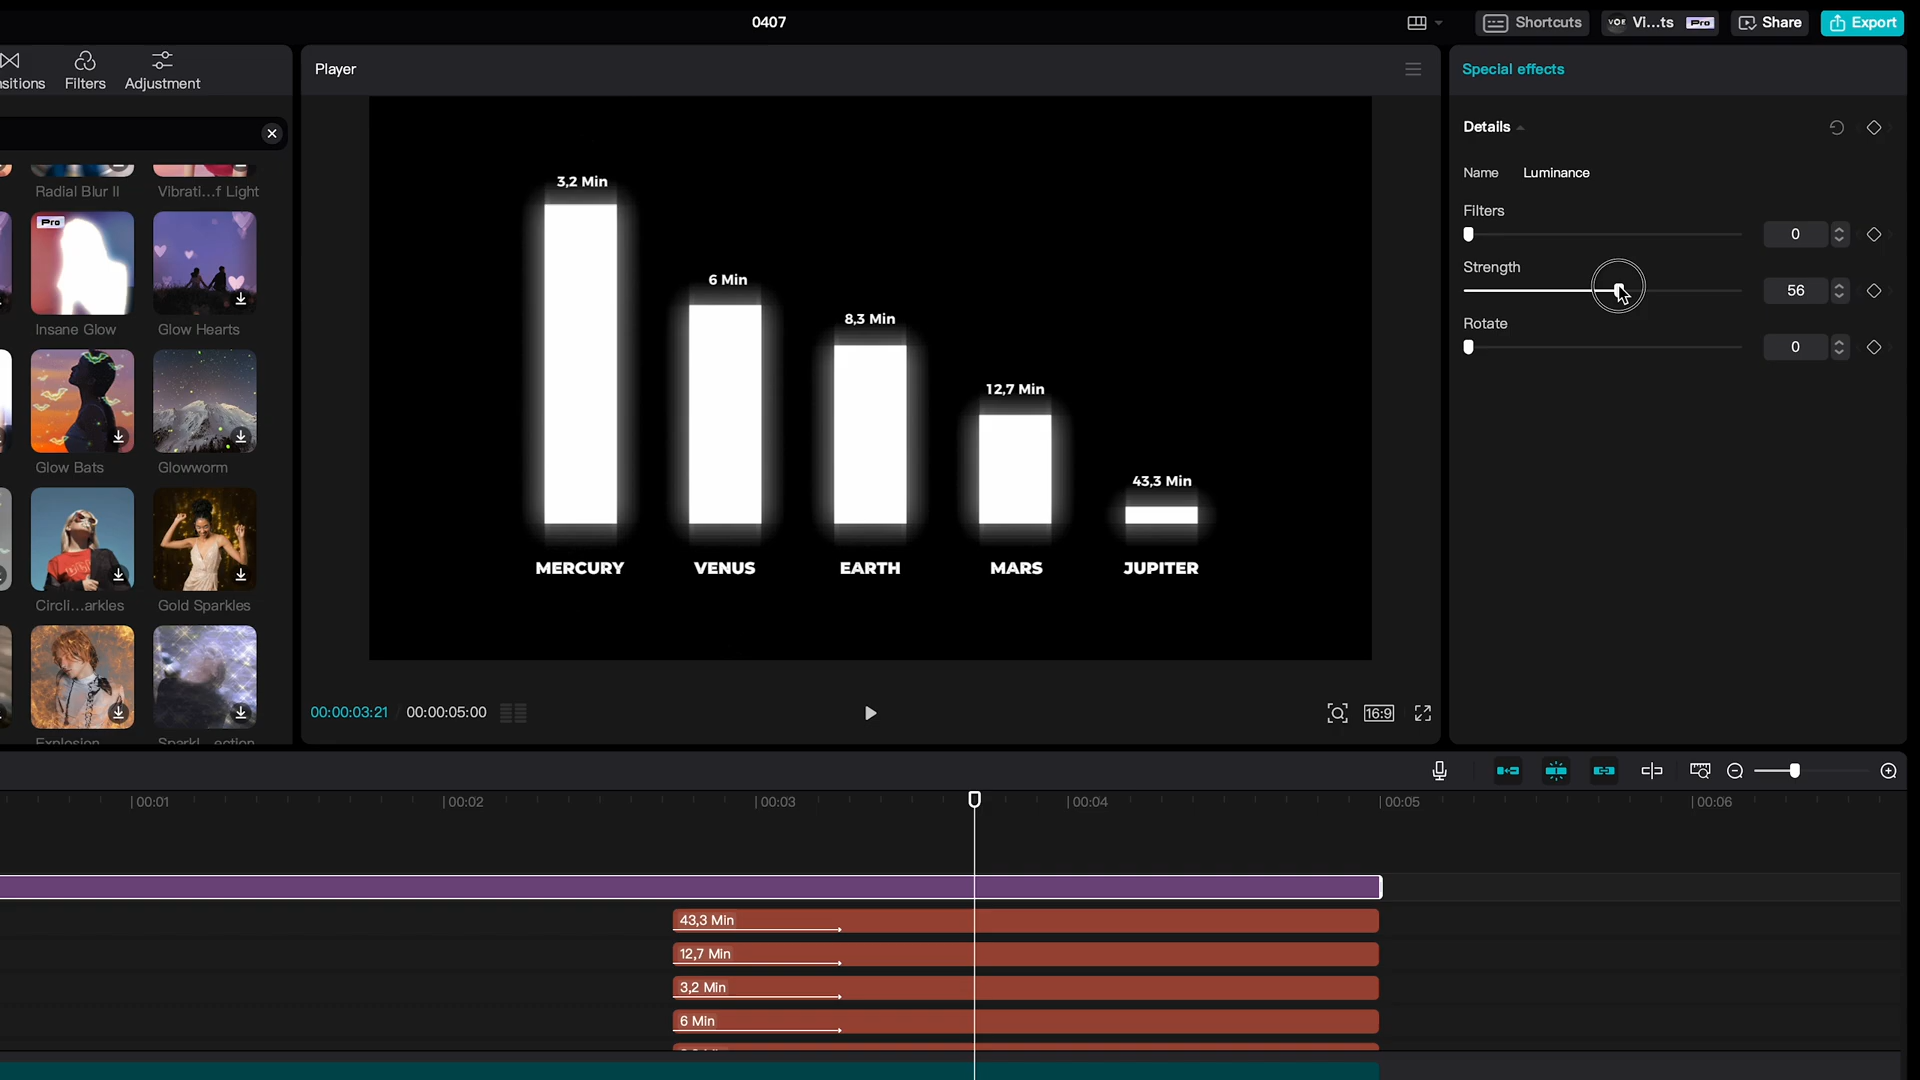 0407
Shortcuts
VOE Vi...ts Pro
Share
Export
sitions
Filters
Adjustment
Player
Special effects
Radial Blur II
Vibrati...f Light
Pro
Insane Glow
Glow Hearts
Glow Bats
Glowworm
Circli...arkles
Gold Sparkles
Explosion
Sparkl...ection
3,2 Min
6 Min
8,3 Min
12,7 Min
43,3 Min
MERCURY
VENUS
EARTH
MARS
JUPITER
00:00:03:21 / 00:00:05:00
16:9
Details
Name Luminance
Filters
0
Strength
56
Rotate
0
00:01
00:02
00:03
00:04
00:05
00:06
43,3 Min
12,7 Min
3,2 Min
6 Min